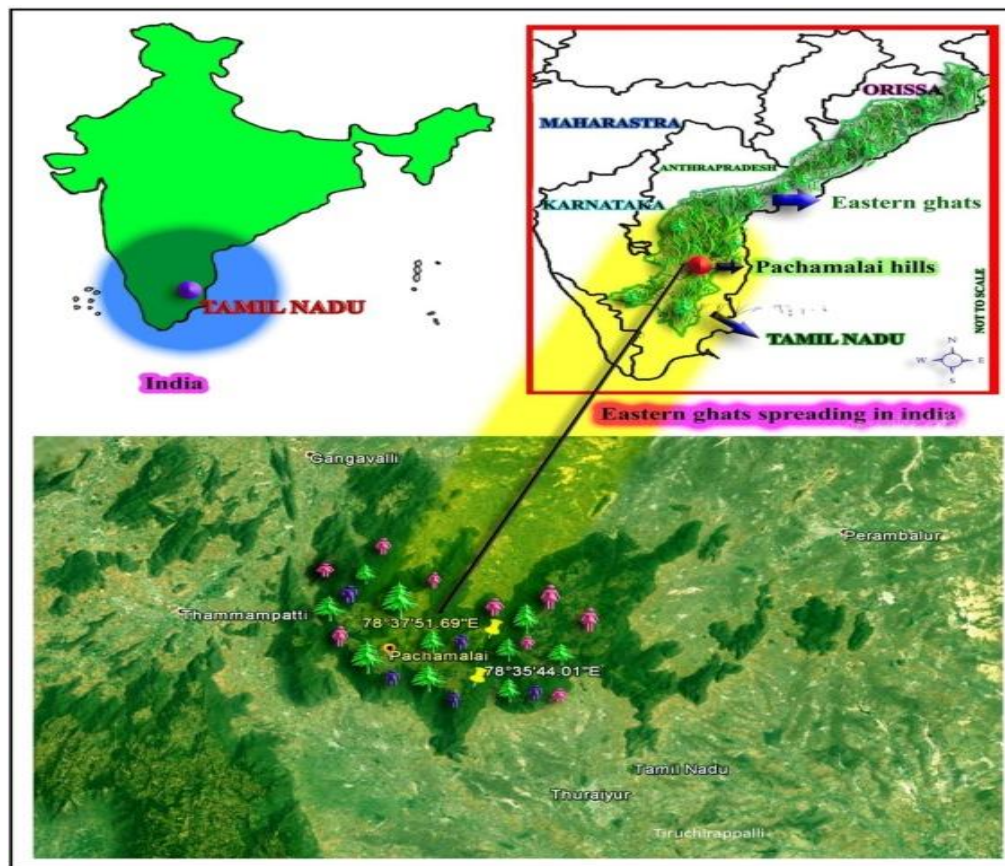 TAMIL NADU
India
ORISSA
MAHARASTRA
ANTHRAPRADESH
KARNATAKA
Eastern ghats
Pachamalai hills
TAMIL NADU
NOT TO SCALE
N
W E
S
Eastern ghats spreading in india
Gangavalli
Perambalur
Thammampatti
78°37'51.69"E
Pachamalai
78°35'44.01"E
Tamil Nadu
Thuraiyur
Tiruchirappalli